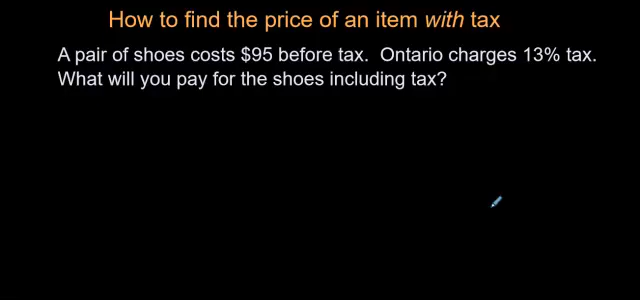 How to find the price of an item with tax
A pair of shoes costs $95 before tax.  Ontario charges 13% tax.
What will you pay for the shoes including tax?